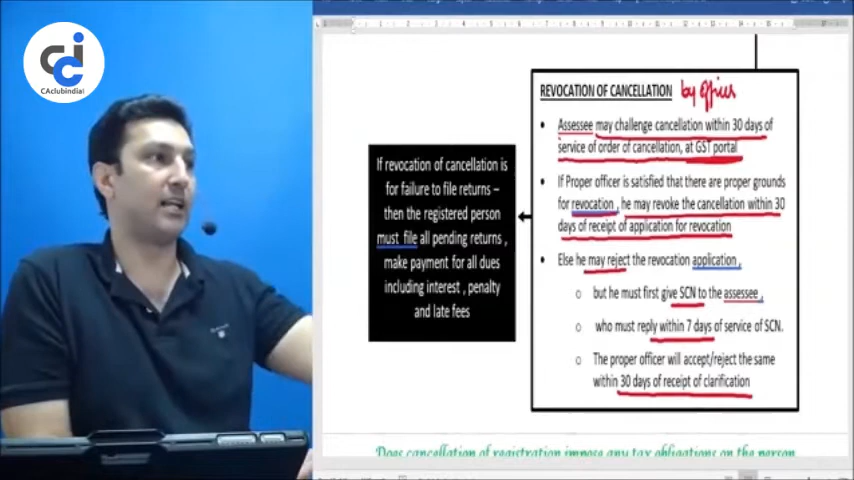 CAclubindia
REVOCATION OF CANCELLATION by officer
• Assessee may challenge cancellation within 30 days of
service of order of cancellation, at GST portal
• If Proper officer is satisfied that there are proper grounds
for revocation , he may revoke the cancellation within 30
days of receipt of application for revocation
• Else he may reject the revocation application ,
o but he must first give SCN to the assessee ,
o who must reply within 7 days of service of SCN.
o The proper officer will accept/reject the same
within 30 days of receipt of clarification
If revocation of cancellation is
for failure to file returns –
then the registered person
must file all pending returns ,
make payment for all dues
including interest , penalty
and late fees
Does cancellation of registration impose any tax obligations on the person